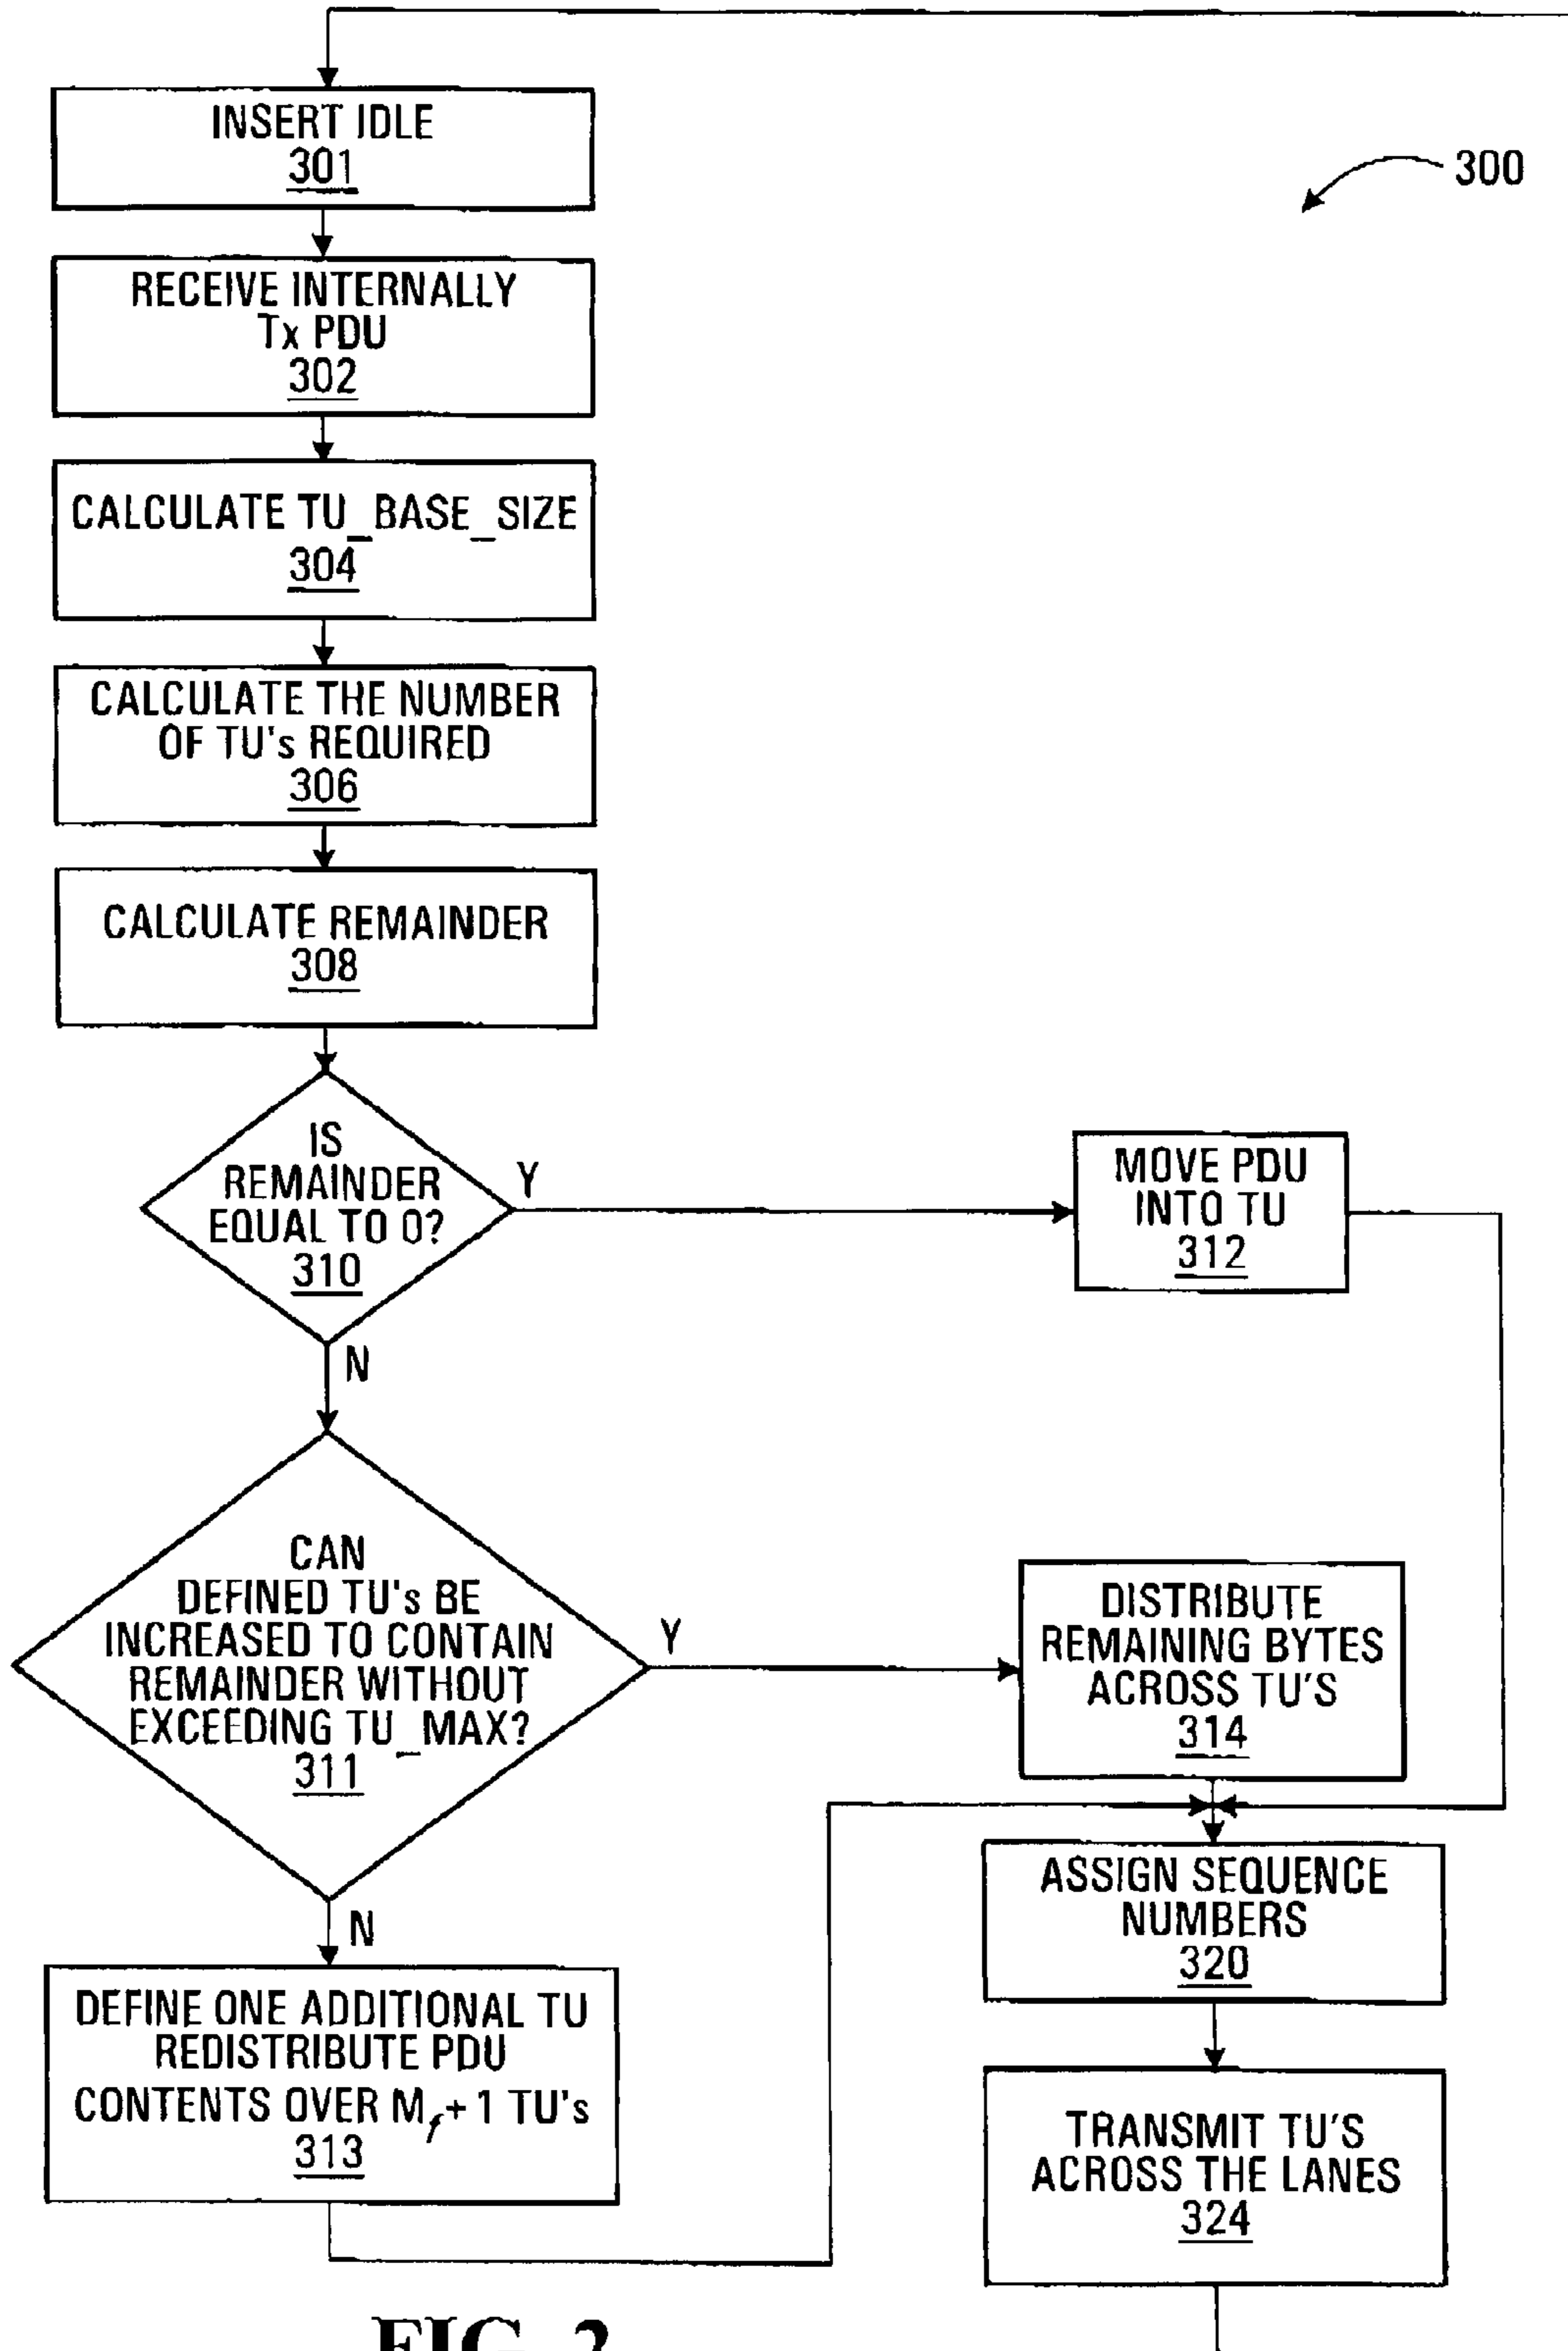 INSERT IDLE
301
300
RECEIVE INTERNALLY
Tx PDU
302
CALCULATE TU_BASE_SIZE
304
CALCULATE THE NUMBER
OF TU's REQUIRED
306
CALCULATE REMAINDER
308
IS
REMAINDER
EQUAL TO 0?
310
Y
N
MOVE PDU
INTO TU
312
CAN
DEFINED TU's BE
INCREASED TO CONTAIN
REMAINDER WITHOUT
EXCEEDING TU_MAX?
311
Y
N
DISTRIBUTE
REMAINING BYTES
ACROSS TU'S
314
DEFINE ONE ADDITIONAL TU
REDISTRIBUTE PDU
CONTENTS OVER Mf+1 TU's
313
ASSIGN SEQUENCE
NUMBERS
320
TRANSMIT TU'S
ACROSS THE LANES
324
FIG. 2